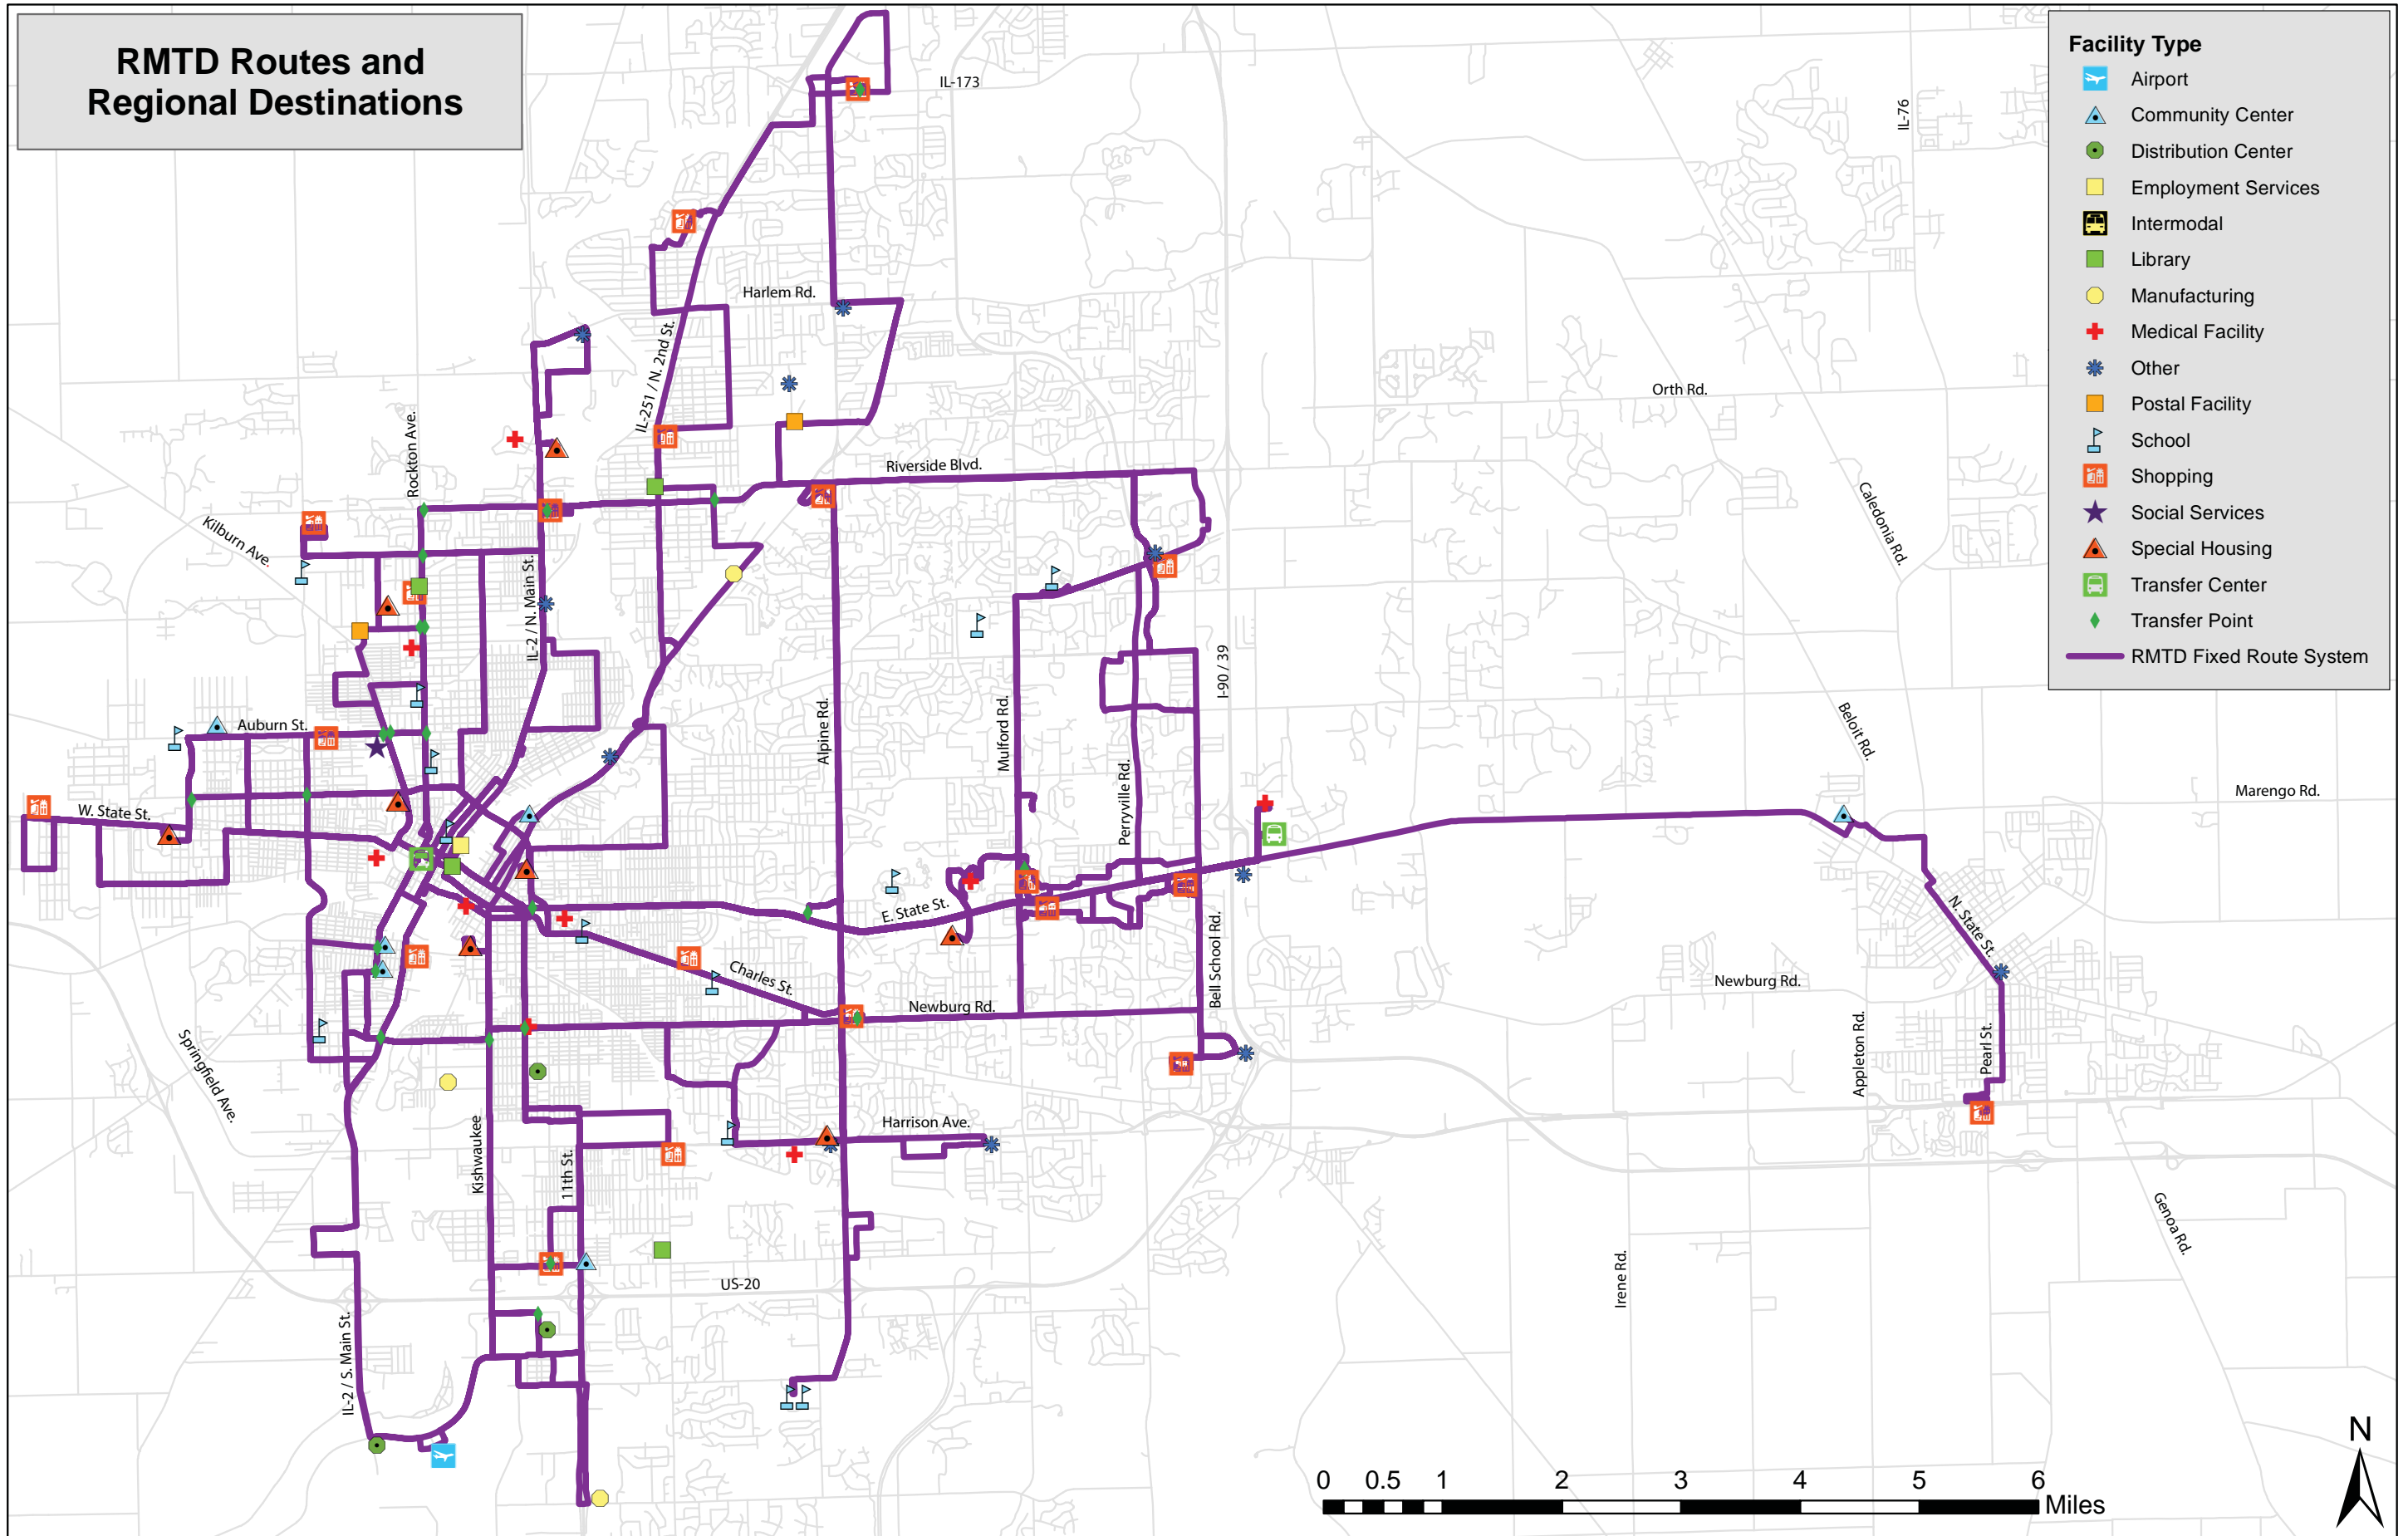 RMTD Routes and
Regional Destinations
Facility Type
Airport
Community Center
Distribution Center
Employment Services
Intermodal
Library
Manufacturing
Medical Facility
Other
Postal Facility
School
Shopping
Social Services
Special Housing
Transfer Center
Transfer Point
RMTD Fixed Route System
IL-173
IL-76
Harlem Rd.
IL-251 / N. 2nd St.
Orth Rd.
Rockton Ave.
Riverside Blvd.
Kilburn Ave.
Caledonia Rd.
IL-2 / N. Main St.
I-90 / 39
Auburn St.
Alpine Rd.
Mulford Rd.
Perryville Rd.
Beloit Rd.
Marengo Rd.
W. State St.
E. State St.
N. State St.
Bell School Rd.
Charles St.
Newburg Rd.
Newburg Rd.
Springfield Ave.
Appleton Rd.
Pearl St.
Kishwaukee
11th St.
Harrison Ave.
Genoa Rd.
Irene Rd.
US-20
IL-2 / S. Main St.
N
0 0.5 1 2 3 4 5 6
Miles